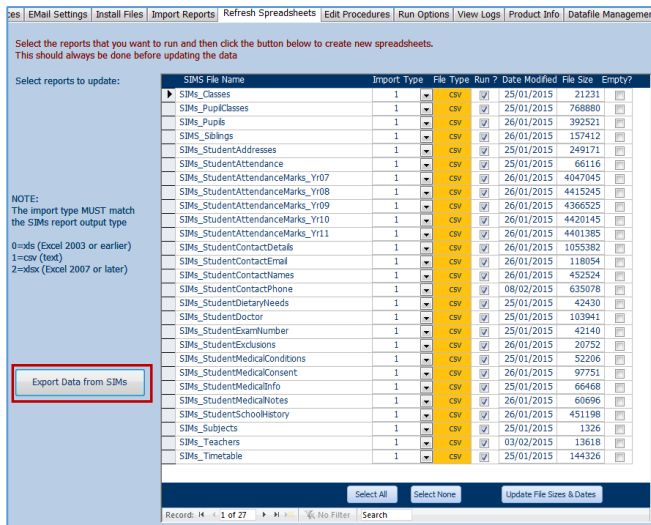 ces EMail Settings Install Files Import Reports Refresh Spreadsheets Edit Procedures Run Options View Logs Product Info Datafile Managemen
Select the reports that you want to run and then click the button below to create new spreadsheets.
This should always be done before updating the data
Select reports to update:
SIMS File Name Import Type File Type Run ? Date Modified File Size Empty?
SIMs_Classes 1 csv 25/01/2015 21231
SIMs_PupilClasses 1 csv 25/01/2015 768880
SIMs_Pupils 1 csv 26/01/2015 392521
SIMS_Siblings 1 csv 26/01/2015 157412
SIMs_StudentAddresses 1 csv 25/01/2015 249171
SIMs_StudentAttendance 1 csv 25/01/2015 66116
SIMs_StudentAttendanceMarks_Yr07 1 csv 26/01/2015 4047045
SIMs_StudentAttendanceMarks_Yr08 1 csv 26/01/2015 4415245
SIMs_StudentAttendanceMarks_Yr09 1 csv 26/01/2015 4366525
SIMs_StudentAttendanceMarks_Yr10 1 csv 26/01/2015 4420145
SIMs_StudentAttendanceMarks_Yr11 1 csv 26/01/2015 4401385
SIMs_StudentContactDetails 1 csv 26/01/2015 1055382
SIMs_StudentContactEmail 1 csv 26/01/2015 118054
SIMs_StudentContactNames 1 csv 26/01/2015 452524
SIMs_StudentContactPhone 1 csv 08/02/2015 635078
SIMs_StudentDietaryNeeds 1 csv 25/01/2015 42430
SIMs_StudentDoctor 1 csv 25/01/2015 103941
SIMs_StudentExamNumber 1 csv 26/01/2015 42140
SIMs_StudentExclusions 1 csv 26/01/2015 20752
SIMs_StudentMedicalConditions 1 csv 25/01/2015 52206
SIMs_StudentMedicalConsent 1 csv 26/01/2015 97751
SIMs_StudentMedicalInfo 1 csv 25/01/2015 66468
SIMs_StudentMedicalNotes 1 csv 26/01/2015 60696
SIMs_StudentSchoolHistory 1 csv 26/01/2015 451198
SIMs_Subjects 1 csv 25/01/2015 1326
SIMs_Teachers 1 csv 03/02/2015 13618
SIMs_Timetable 1 csv 25/01/2015 144326
NOTE:
The import type MUST match
the SIMs report output type
0=xls (Excel 2003 or earlier)
1=csv (text)
2=xlsx (Excel 2007 or later)
Export Data from SIMs
Select All Select None Update File Sizes & Dates
Record: 1 of 27 No Filter Search